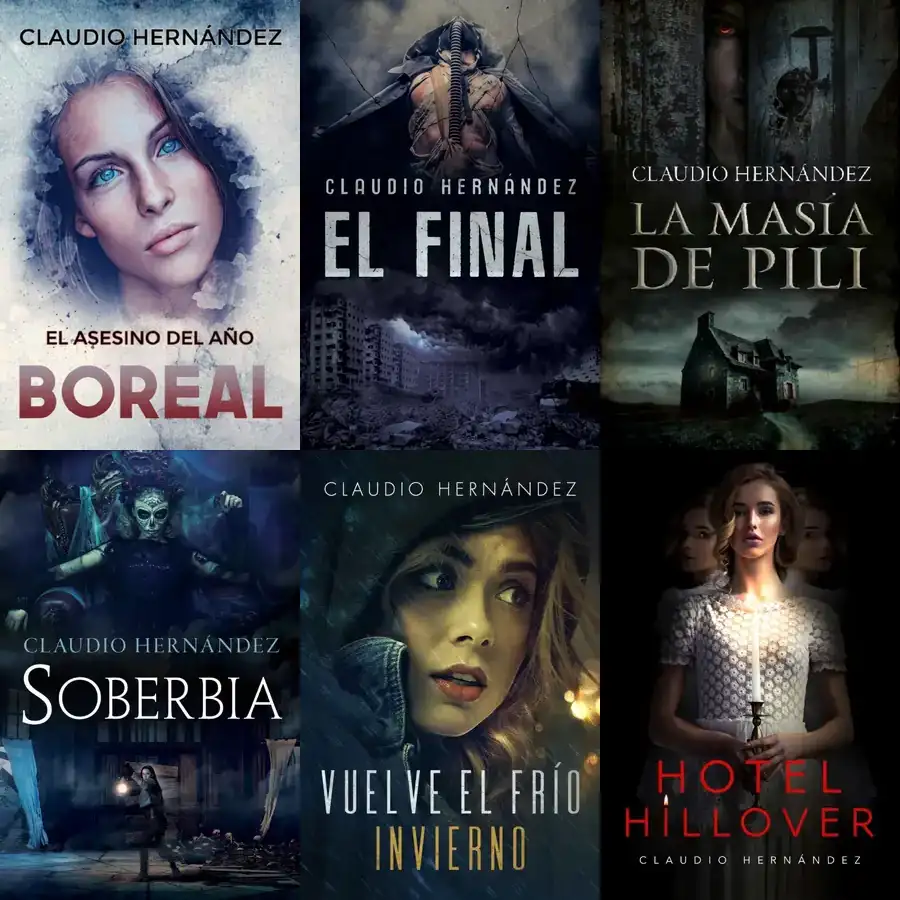 CLAUDIO HERNÁNDEZ
EL ASESINO DEL AÑO
BOREAL
CLAUDIO HERNÁNDEZ
EL FINAL
CLAUDIO HERNÁNDEZ
LA MASÍA
DE PILI
CLAUDIO HERNÁNDEZ
SOBERBIA
CLAUDIO HERNÁNDEZ
VUELVE EL FRÍO
INVIERNO
HOTEL
HILLOVER
CLAUDIO HERNÁNDEZ